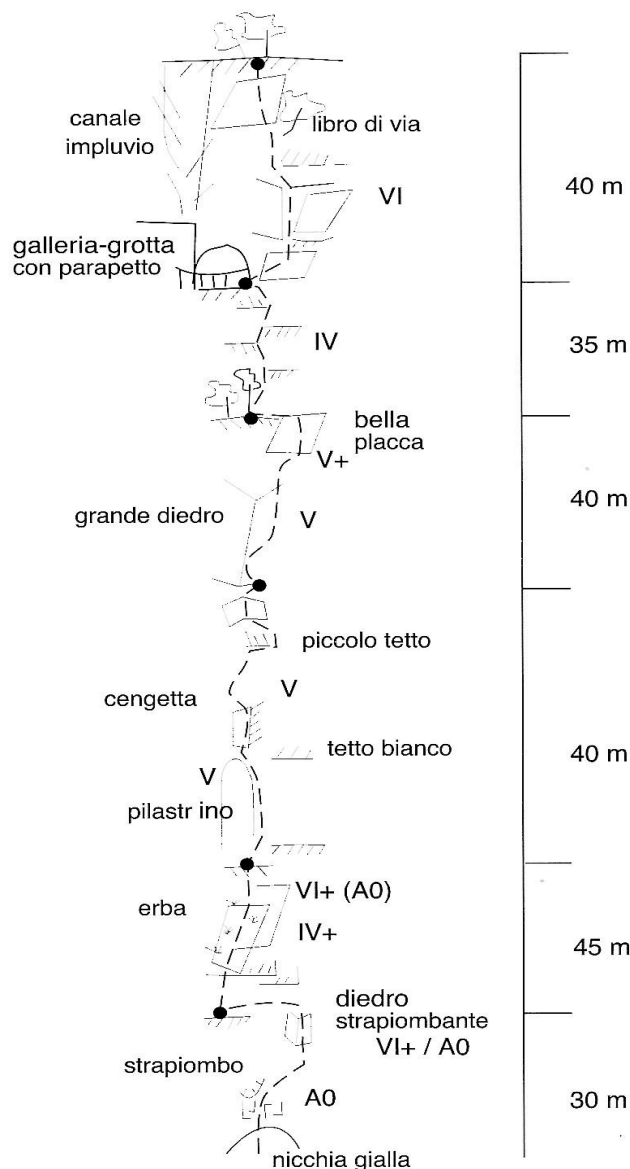 canale
impluvio
libro di via
VI
40 m
galleria-grotta
con parapetto
IV
35 m
bella
placca
V+
grande diedro
V
40 m
piccolo tetto
V
cengetta
tetto bianco
40 m
V
pilastr ino
VI+ (A0)
erba
IV+
45 m
diedro
strapiombante
VI+ / A0
strapiombo
A0
30 m
nicchia gialla